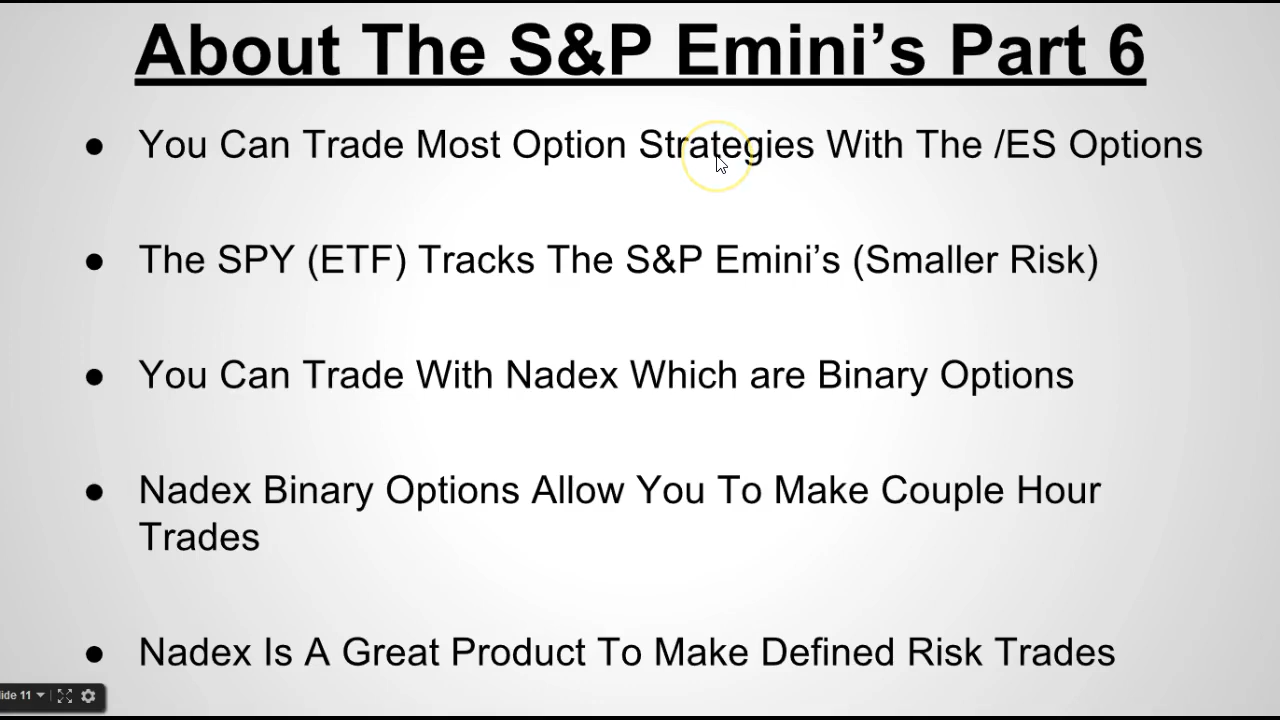 About The S&P Emini’s Part 6
● You Can Trade Most Option Strategies With The /ES Options
● The SPY (ETF) Tracks The S&P Emini’s (Smaller Risk)
● You Can Trade With Nadex Which are Binary Options
● Nadex Binary Options Allow You To Make Couple Hour
Trades
● Nadex Is A Great Product To Make Defined Risk Trades
lide 11